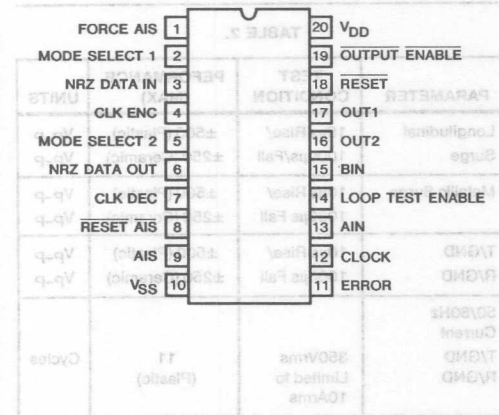 FORCE AIS 1 20 VDD
MODE SELECT 1 2 19 OUTPUT ENABLE
NRZ DATA IN 3 18 RESET
CLK ENC 4 17 OUT1
MODE SELECT 2 5 16 OUT2
NRZ DATA OUT 6 15 BIN
CLK DEC 7 14 LOOP TEST ENABLE
RESET AIS 8 13 AIN
AIS 9 12 CLOCK
VSS 10 11 ERROR